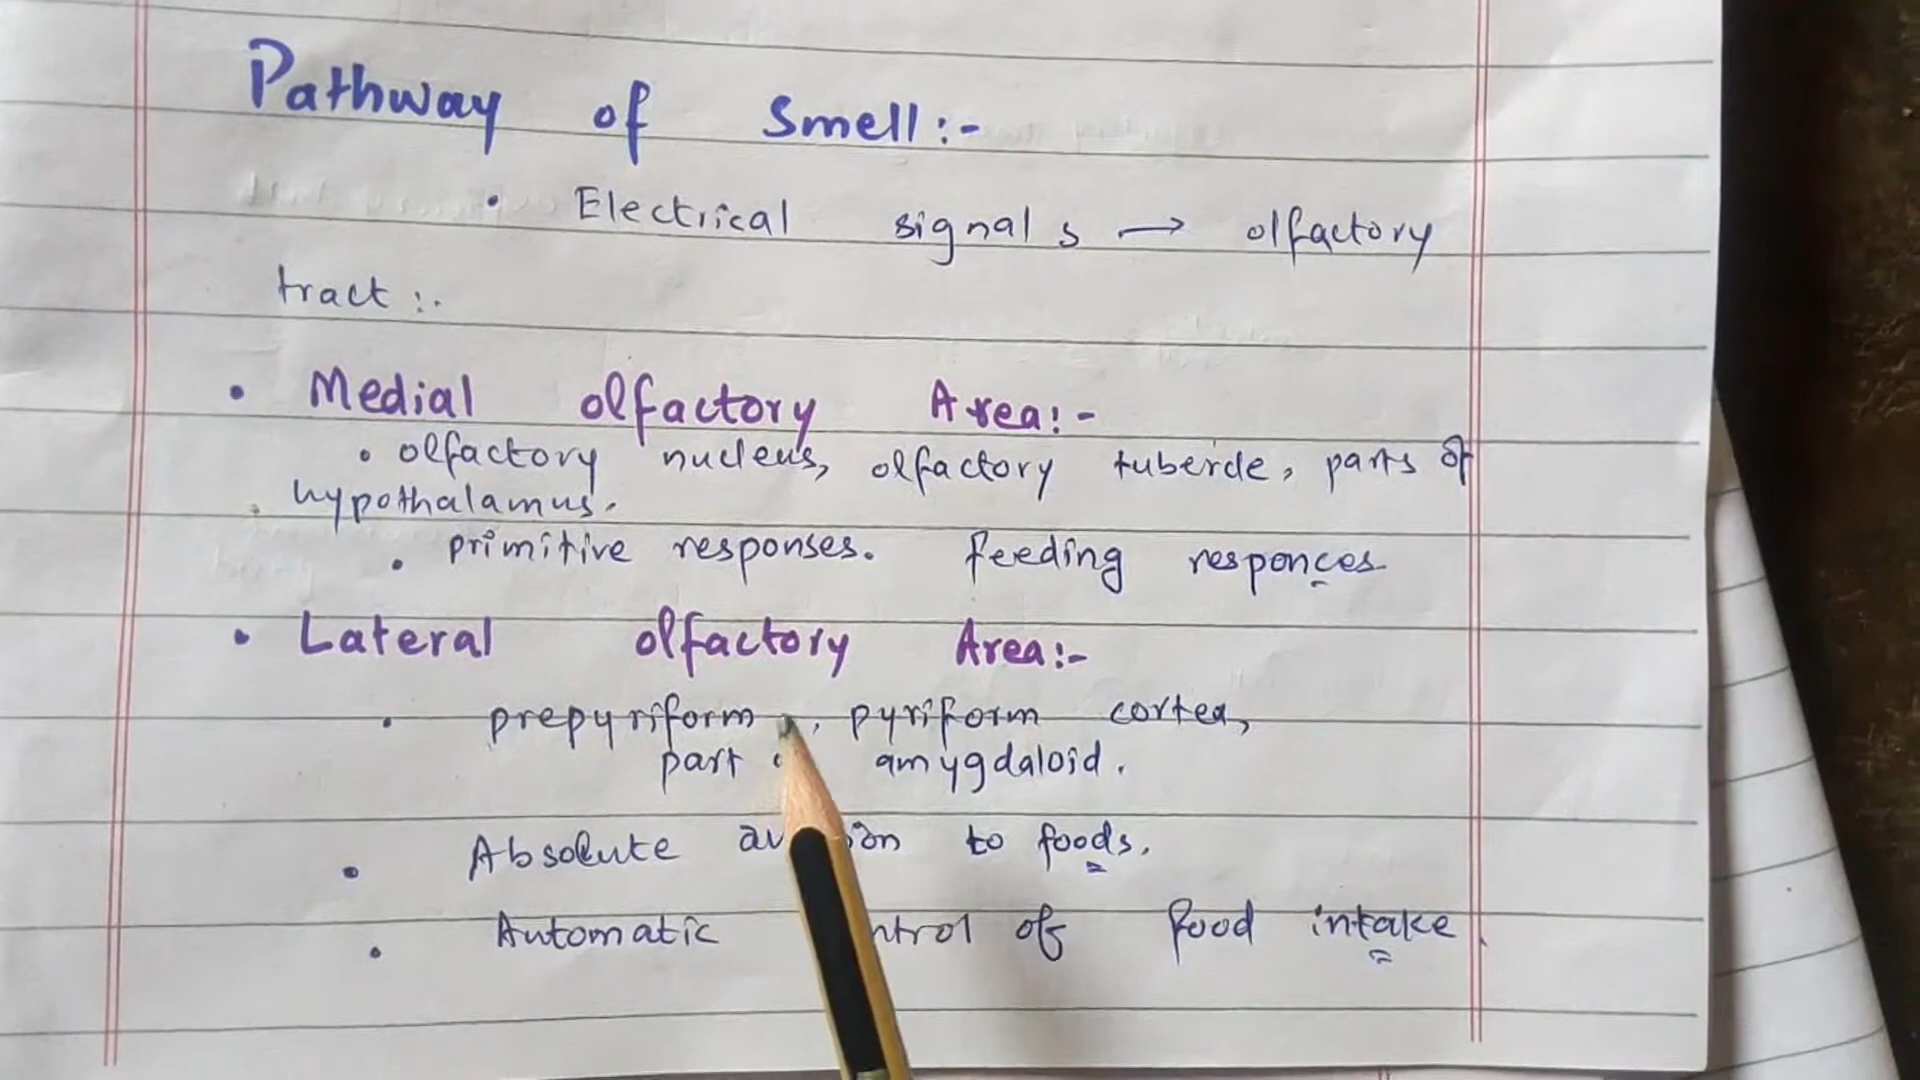 Pathway of Smell:-
• Electrical signals → olfactory
tract :.
• Medial olfactory Area:-
• olfactory nucleus, olfactory tubercle, parts of
hypothalamus.
• primitive responses. feeding responces
• Lateral olfactory Area:-
• prepyriform , pyriform cortex,
part amygdaloid.
• Absolute to foods.
• Automatic of food intake.